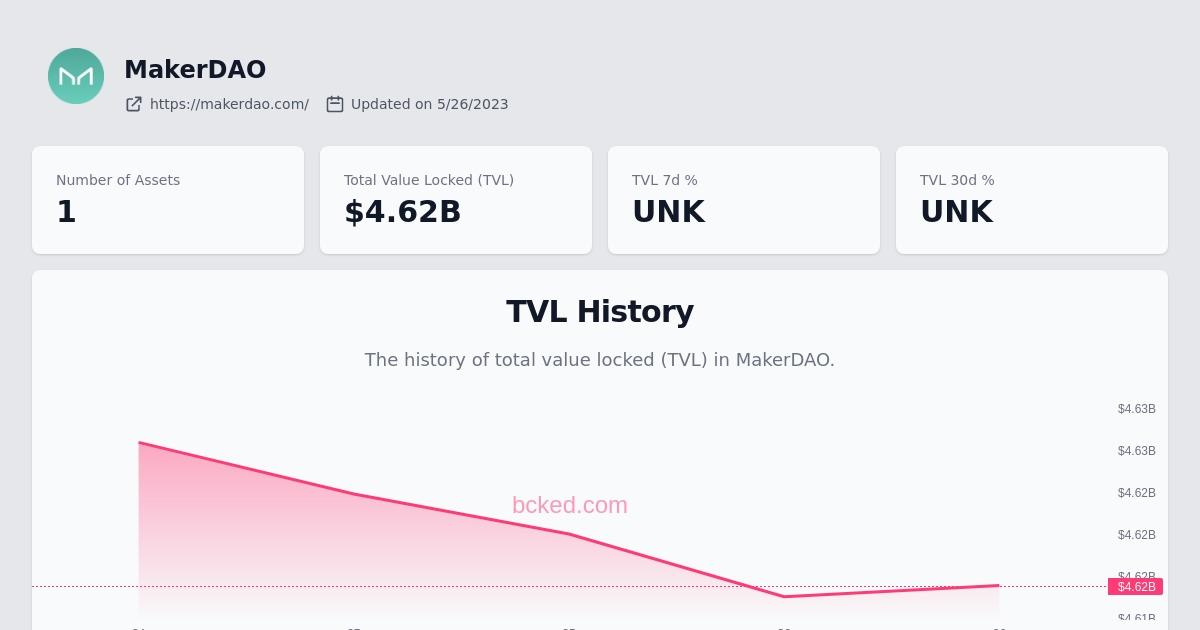 MakerDAO
https://makerdao.com/ Updated on 5/26/2023
Number of Assets
1
Total Value Locked (TVL)
$4.62B
TVL 7d %
UNK
TVL 30d %
UNK
TVL History
The history of total value locked (TVL) in MakerDAO.
$4.63B
$4.63B
$4.62B
bcked.com
$4.62B
$4.62B
$4.62B
$4.61B